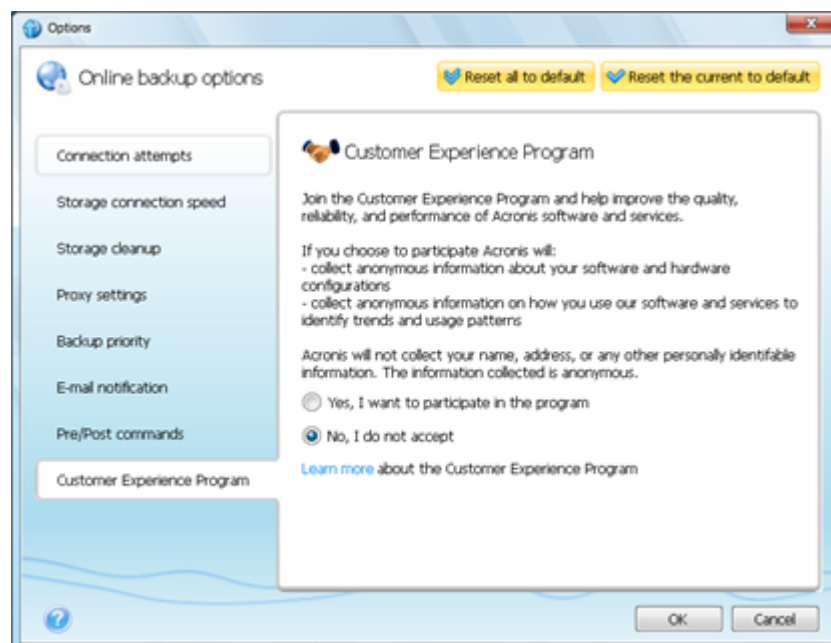 Options
Online backup options
Reset all to default
Reset the current to default
Connection attempts
Storage connection speed
Storage cleanup
Proxy settings
Backup priority
E-mail notification
Pre/Post commands
Customer Experience Program
Customer Experience Program
Join the Customer Experience Program and help improve the quality,
reliability, and performance of Acronis software and services.
If you choose to participate Acronis will:
- collect anonymous information about your software and hardware
configurations
- collect anonymous information on how you use our software and services to
identify trends and usage patterns
Acronis will not collect your name, address, or any other personally identifable
information. The information collected is anonymous.
Yes, I want to participate in the program
No, I do not accept
Learn more about the Customer Experience Program
OK
Cancel